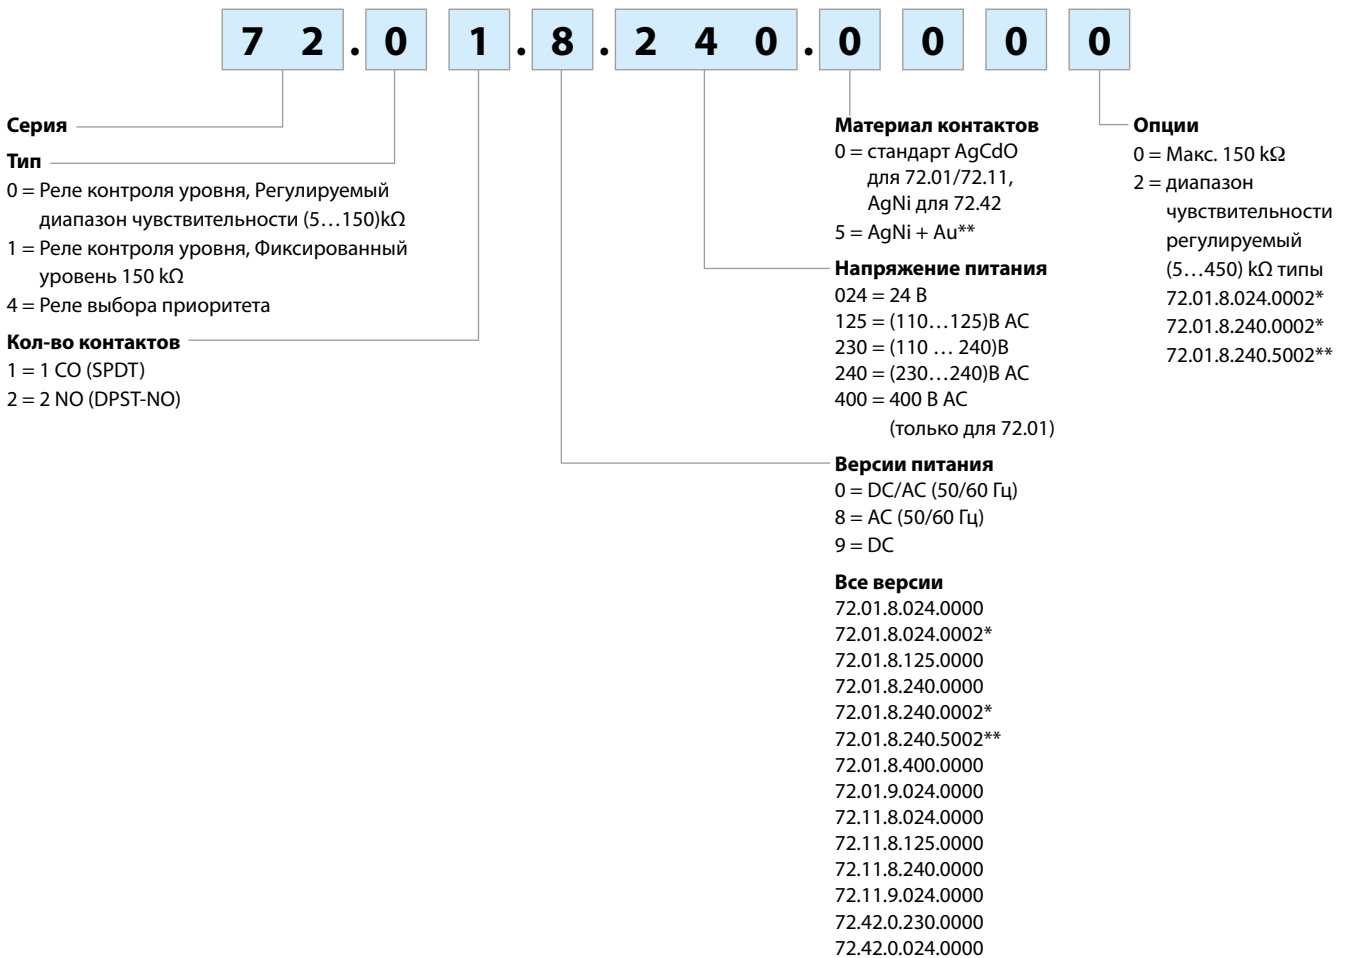 7 2 . 0 1 . 8 . 2 4 0 . 0 0 0 0
Серия
Тип
0 = Реле контроля уровня, Регулируемый
диапазон чувствительности (5…150)kΩ
1 = Реле контроля уровня, Фиксированный
уровень 150 kΩ
4 = Реле выбора приоритета
Кол-во контактов
1 = 1 CO (SPDT)
2 = 2 NO (DPST-NO)
Материал контактов
0 = стандарт AgCdO
для 72.01/72.11,
AgNi для 72.42
5 = AgNi + Au**
Напряжение питания
024 = 24 В
125 = (110…125)В AC
230 = (110 … 240)В
240 = (230…240)В AC
400 = 400 В AC
(только для 72.01)
Версии питания
0 = DC/AC (50/60 Гц)
8 = AC (50/60 Гц)
9 = DC
Все версии
72.01.8.024.0000
72.01.8.024.0002*
72.01.8.125.0000
72.01.8.240.0000
72.01.8.240.0002*
72.01.8.240.5002**
72.01.8.400.0000
72.01.9.024.0000
72.11.8.024.0000
72.11.8.125.0000
72.11.8.240.0000
72.11.9.024.0000
72.42.0.230.0000
72.42.0.024.0000
Опции
0 = Макс. 150 kΩ
2 = диапазон
чувствительности
регулируемый
(5…450) kΩ типы
72.01.8.024.0002*
72.01.8.240.0002*
72.01.8.240.5002**